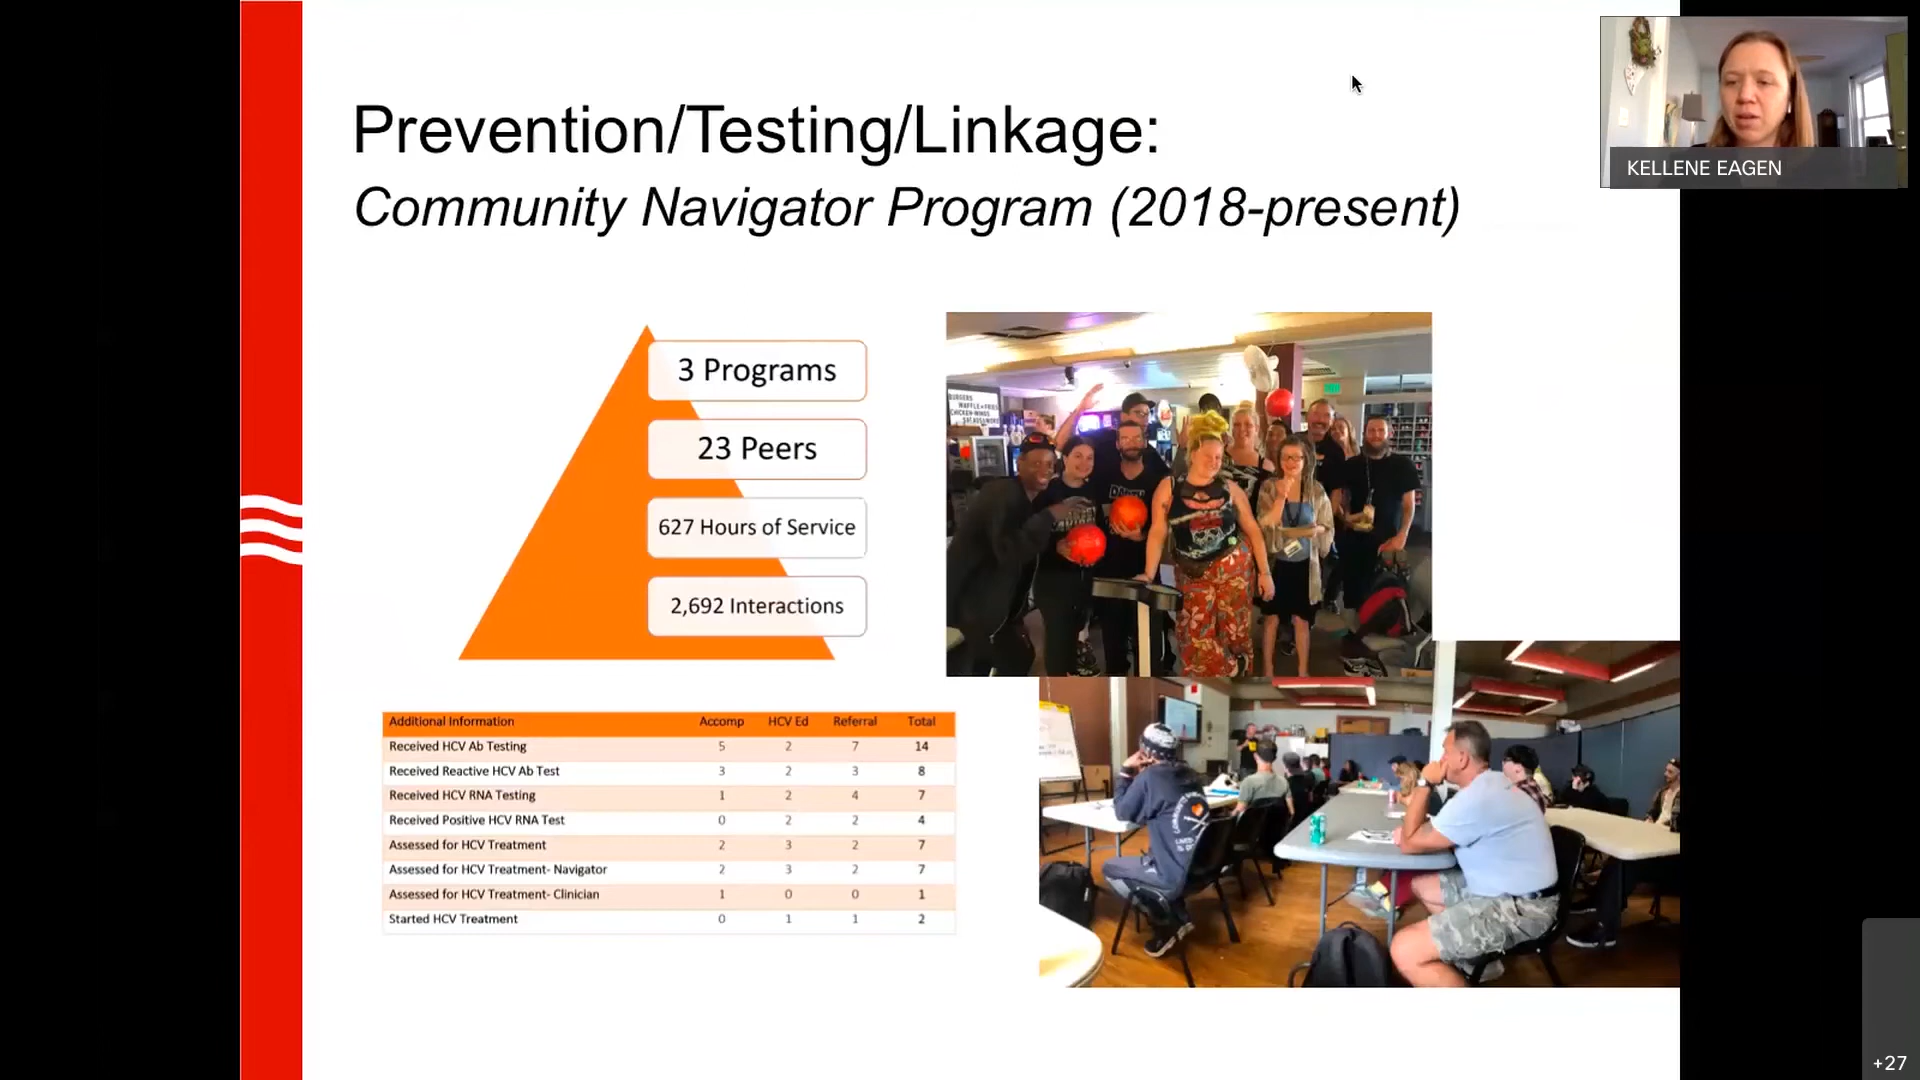 Prevention/Testing/Linkage:
Community Navigator Program (2018-present)
KELLENE EAGEN
3 Programs
23 Peers
627 Hours of Service
2,692 Interactions
BURGERS
WAFFLE FRIES
CHICKEN WINGS
Additional Information Accomp HCV Ed Referral Total
Received HCV Ab Testing 5 2 7 14
Received Reactive HCV Ab Test 3 2 3 8
Received HCV RNA Testing 1 2 4 7
Received Positive HCV RNA Test 0 2 2 4
Assessed for HCV Treatment 2 3 2 7
Assessed for HCV Treatment- Navigator 2 3 2 7
Assessed for HCV Treatment- Clinician 1 0 0 1
Started HCV Treatment 0 1 1 2
+27